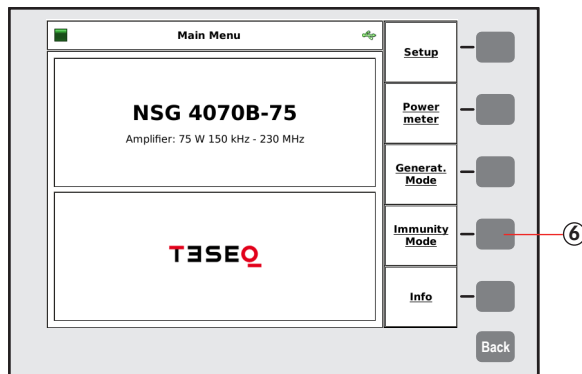 Main Menu
NSG 4070B-75
Amplifier: 75 W 150 kHz - 230 MHz
TESEQ
Setup
Power
meter
Generat.
Mode
Immunity
Mode
Info
6
Back